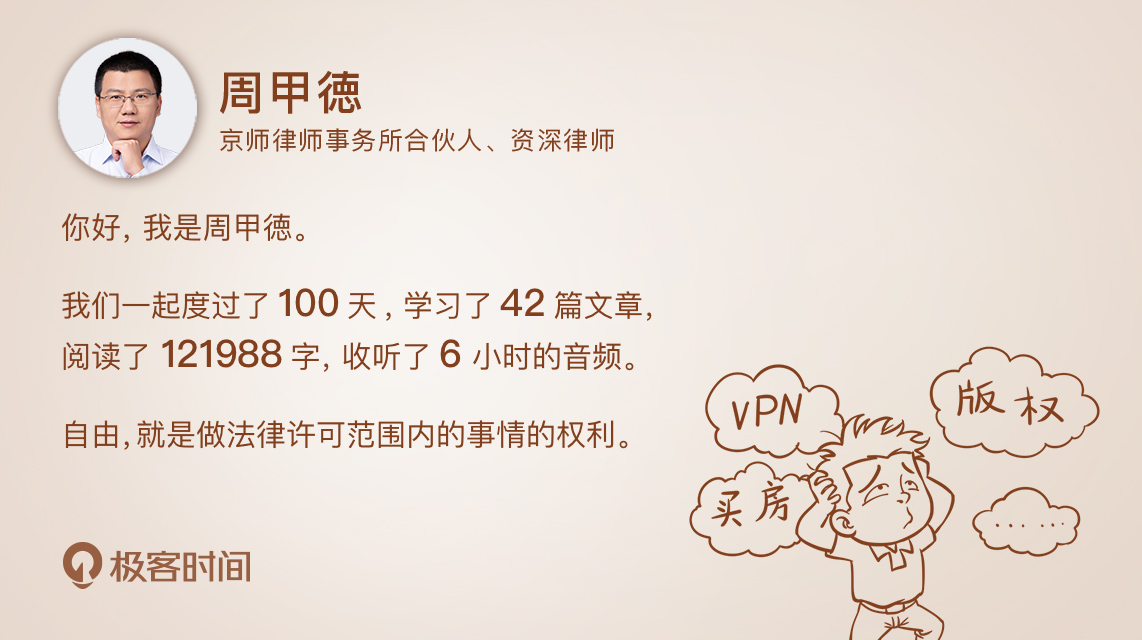 周甲徳
京师律师事务所合伙人、资深律师
你好，我是周甲徳。
我们一起度过了 100 天，学习了 42 篇文章，
阅读了 121988 字，收听了 6 小时的音频。
自由，就是做法律许可范围内的事情的权利。
VPN
版权
买房
……
极客时间